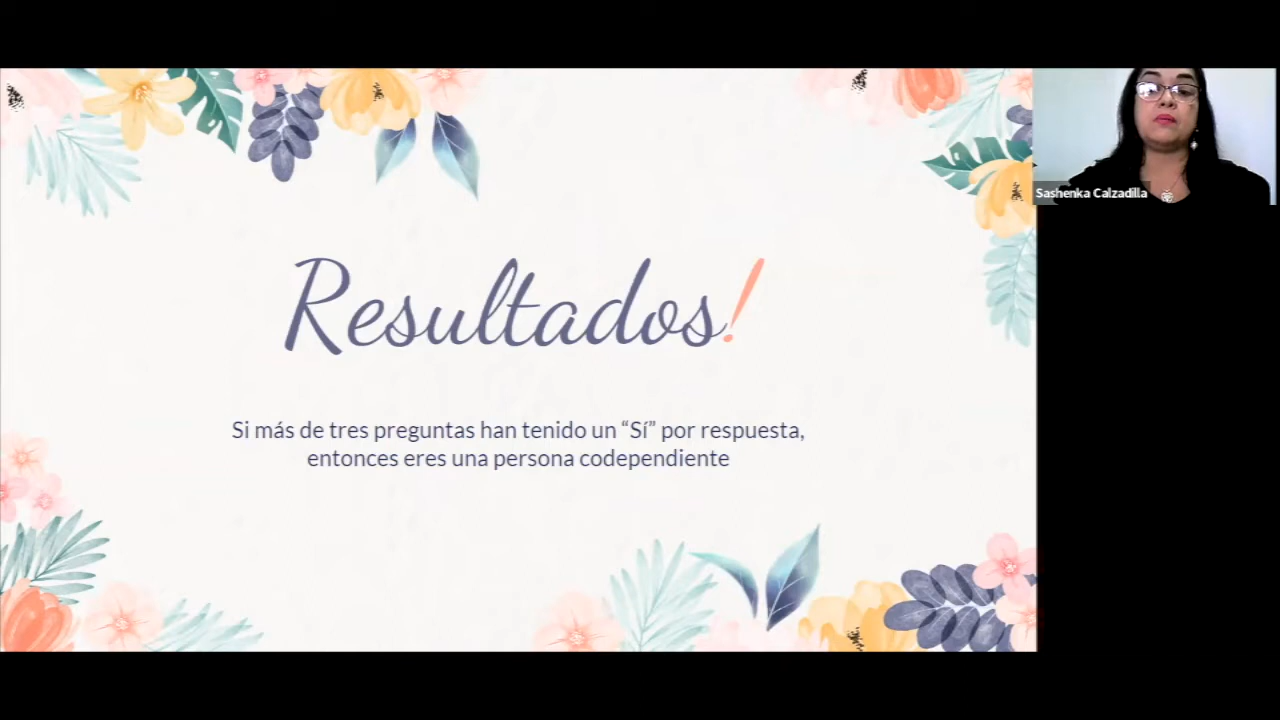 Resultados!
Si más de tres preguntas han tenido un “Sí” por respuesta,
entonces eres una persona codependiente
Sashenka Calzadilla